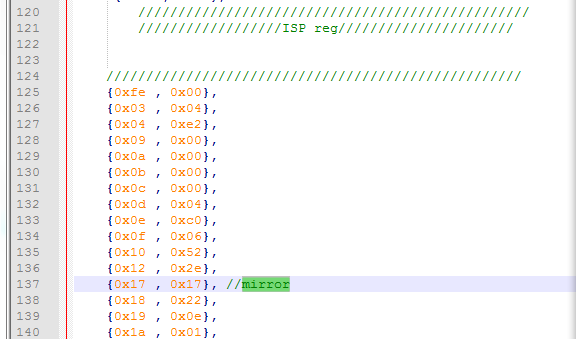 120 //////////////////////////////////////////////////
121 //////////////////ISP reg//////////////////////
122
123
124 /////////////////////////////////////////////////////
125 {0xfe , 0x00},
126 {0x03 , 0x04},
127 {0x04 , 0xe2},
128 {0x09 , 0x00},
129 {0x0a , 0x00},
130 {0x0b , 0x00},
131 {0x0c , 0x00},
132 {0x0d , 0x04},
133 {0x0e , 0xc0},
134 {0x0f , 0x06},
135 {0x10 , 0x52},
136 {0x12 , 0x2e},
137 {0x17 , 0x17}, //mirror
138 {0x18 , 0x22},
139 {0x19 , 0x0e},
140 {0x1a , 0x01},